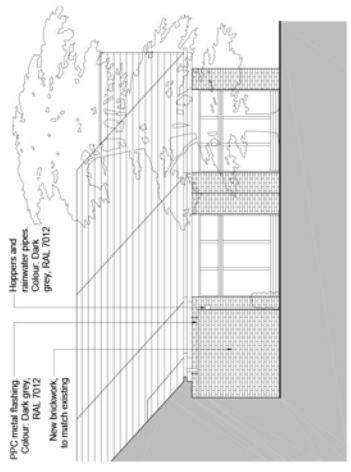 PPC metal flashing.
Colour: Dark grey,
RAL 7012
Hoppers and
rainwater pipes.
Colour: Dark
grey, RAL 7012
New brickwork,
to match existing